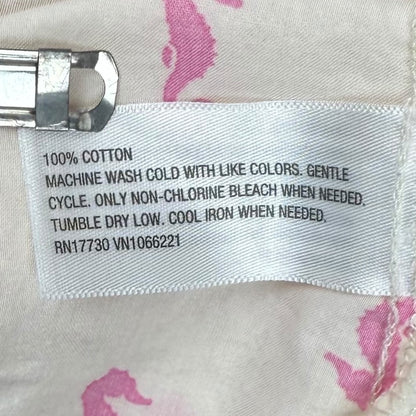 100% COTTON
MACHINE WASH COLD WITH LIKE COLORS. GENTLE
CYCLE. ONLY NON-CHLORINE BLEACH WHEN NEEDED.
TUMBLE DRY LOW. COOL IRON WHEN NEEDED.
RN17730 VN1066221